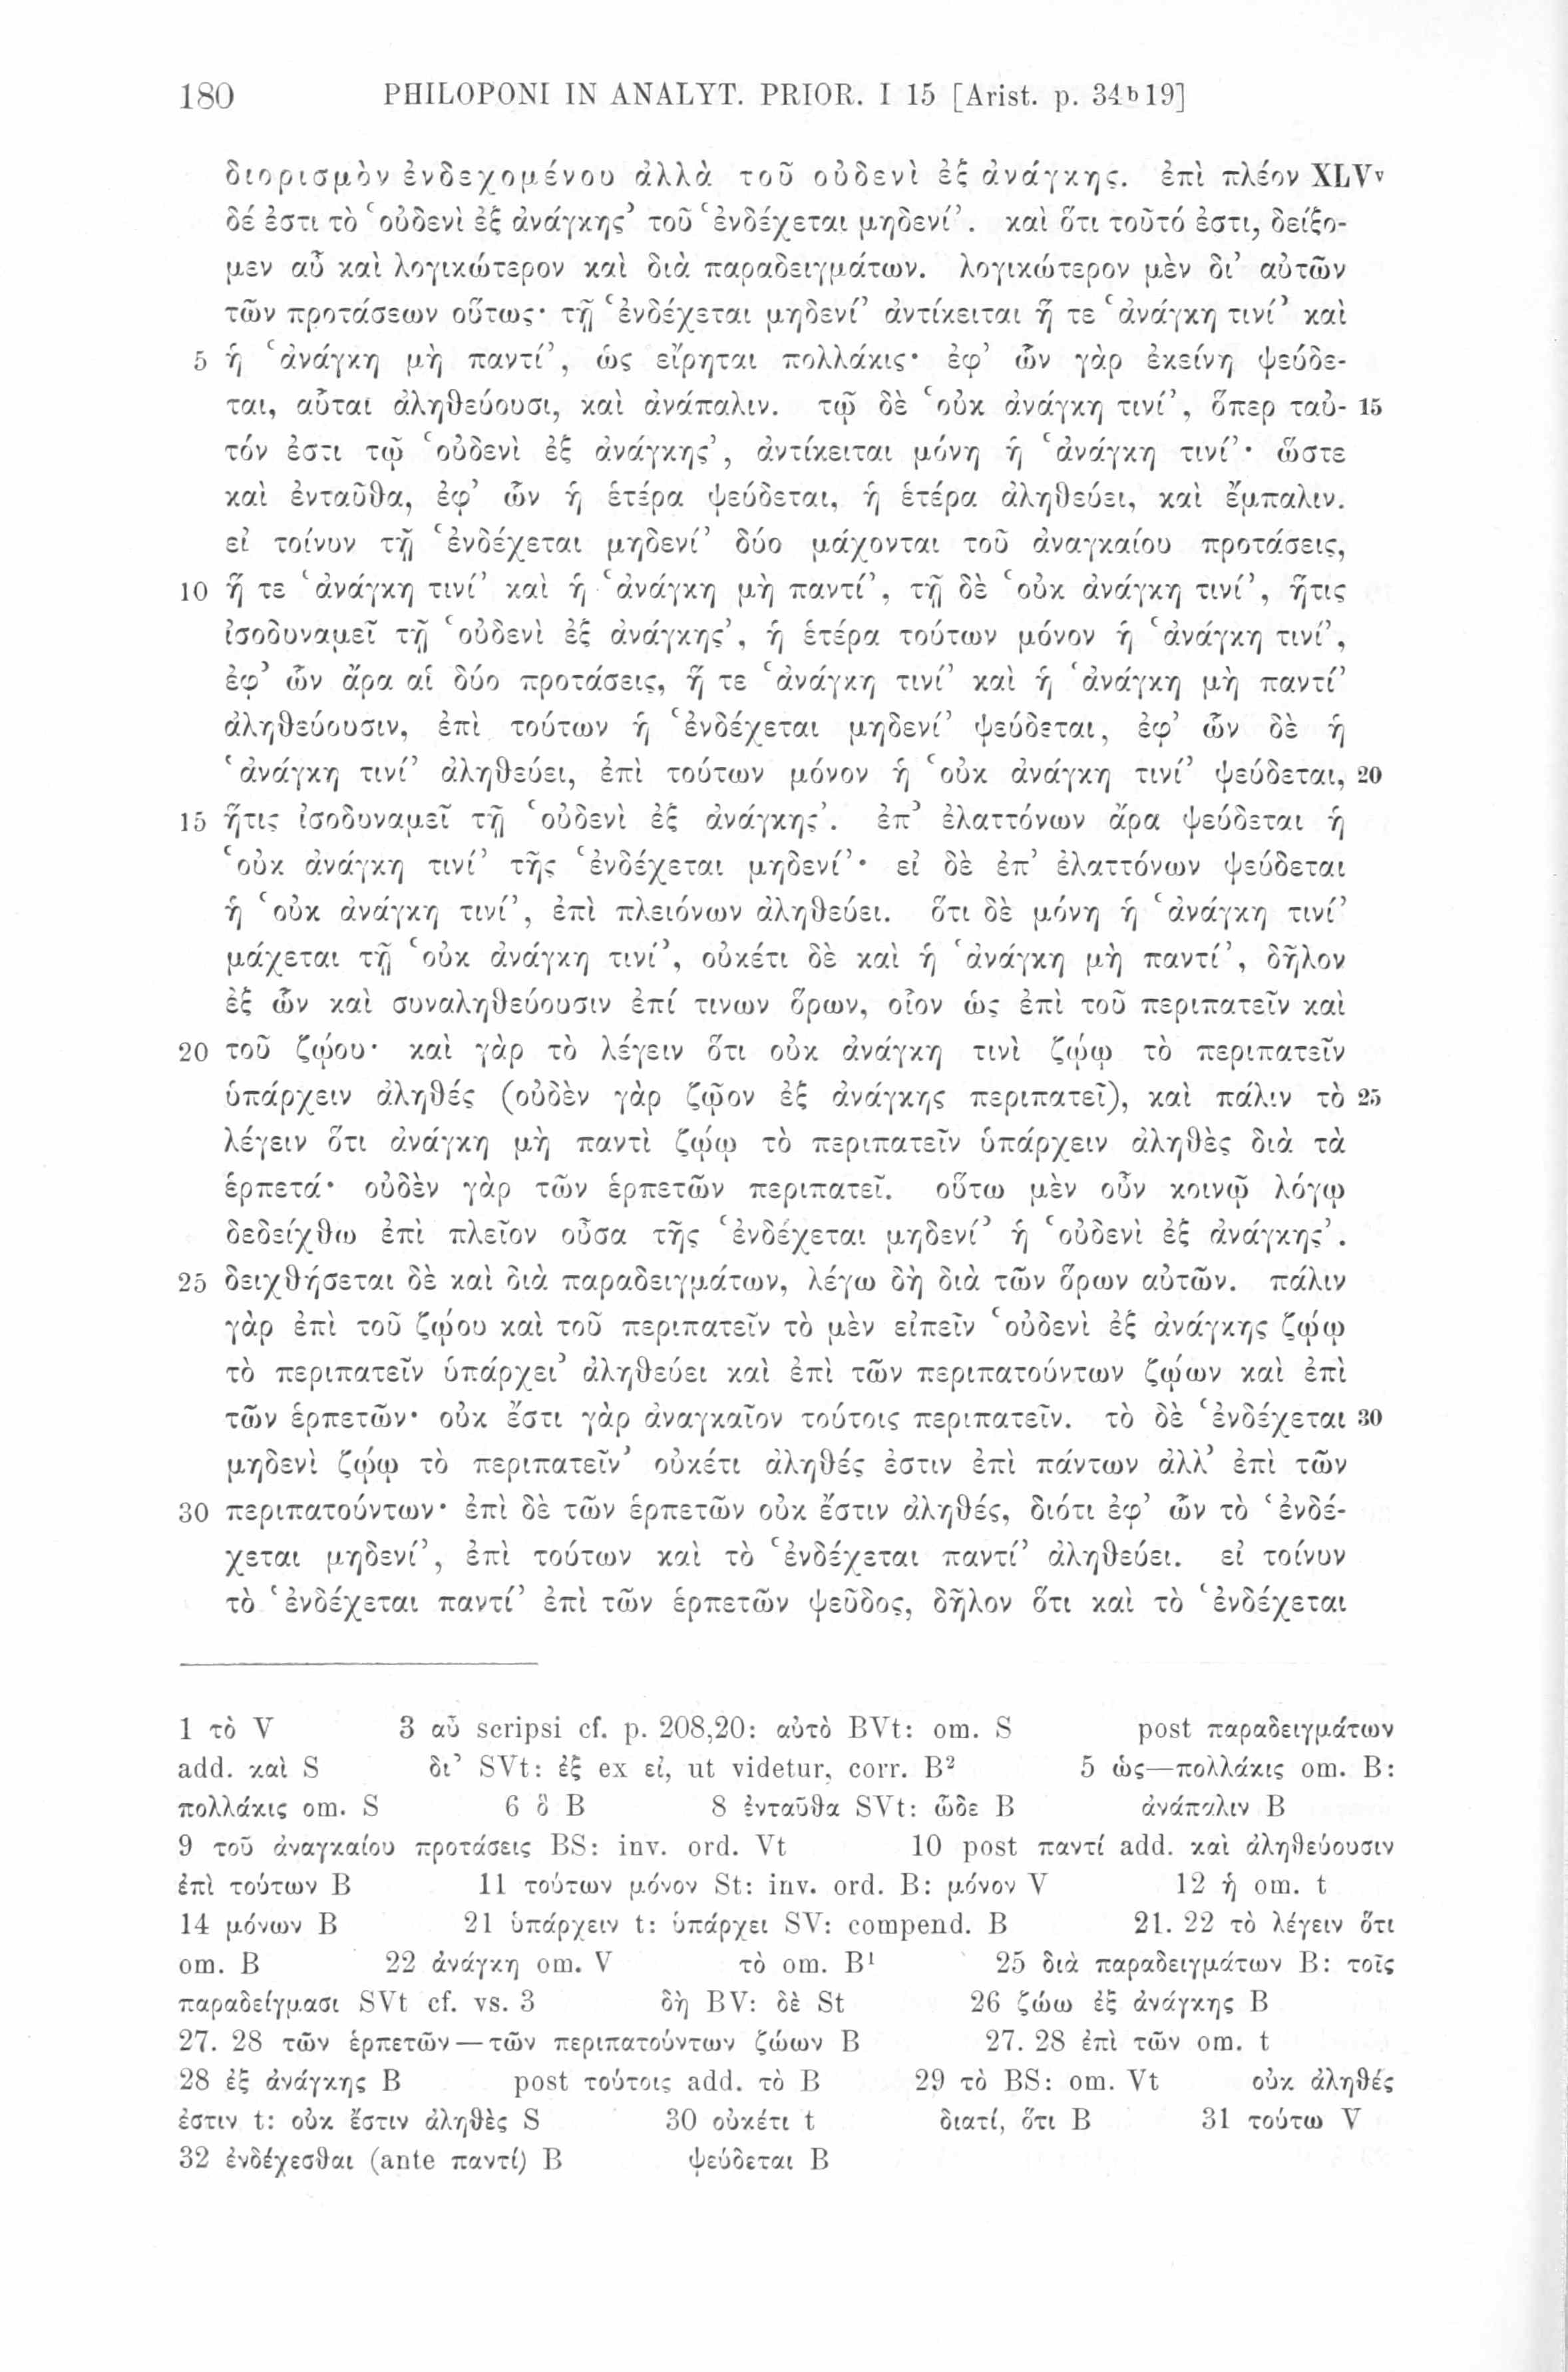 180 PHILOPONI IN ANALYT. PRIOR. I 15 [Arist. p. 34b19]
διορισμὸν ἐνδεχομένου ἀλλὰ τοῦ οὐδενὶ ἐξ ἀνάγκης. ἐπὶ πλέον XLVv
δέ ἐστι τὸ ‘οὐδενὶ ἐξ ἀνάγκης’ τοῦ ‘ἐνδέχεται μηδενί’. καὶ ὅτι τοῦτό ἐστι, δείξο-
μεν αὖ καὶ λογικώτερον καὶ διὰ παραδειγμάτων. λογικώτερον μὲν δι’ αὐτῶν
τῶν προτάσεων οὕτως· τῇ ‘ἐνδέχεται μηδενί’ ἀντίκειται ἥ τε ‘ἀνάγκη τινί’ καὶ
5 ἡ ‘ἀνάγκη μὴ παντί’, ὡς εἴρηται πολλάκις· ἐφ’ ὧν γὰρ ἐκείνη ψεύδε-
ται, αὗται ἀληθεύουσι, καὶ ἀνάπαλιν. τῷ δὲ ‘οὐκ ἀνάγκη τινί’, ὅπερ ταὐ- 15
τόν ἐστι τῷ ‘οὐδενὶ ἐξ ἀνάγκης’, ἀντίκειται μόνη ἡ ‘ἀνάγκη τινί’· ὥστε
καὶ ἐνταῦθα, ἐφ’ ὧν ἡ ἑτέρα ψεύδεται, ἡ ἑτέρα ἀληθεύει, καὶ ἔμπαλιν.
εἰ τοίνυν τῇ ‘ἐνδέχεται μηδενί’ δύο μάχονται τοῦ ἀναγκαίου προτάσεις,
10 ἥ τε ‘ἀνάγκη τινί’ καὶ ἡ ‘ἀνάγκη μὴ παντί’, τῇ δὲ ‘οὐκ ἀνάγκη τινί’, ἥτις
ἰσοδυναμεῖ τῇ ‘οὐδενὶ ἐξ ἀνάγκης’, ἡ ἑτέρα τούτων μόνον ἡ ‘ἀνάγκη τινί’,
ἐφ’ ὧν ἄρα αἱ δύο προτάσεις, ἥ τε ‘ἀνάγκη τινί’ καὶ ἡ ‘ἀνάγκη μὴ παντί’
ἀληθεύουσιν, ἐπὶ τούτων ἡ ‘ἐνδέχεται μηδενί’ ψεύδεται, ἐφ’ ὧν δὲ ἡ
‘ἀνάγκη τινί’ ἀληθεύει, ἐπὶ τούτων μόνον ἡ ‘οὐκ ἀνάγκη τινί’ ψεύδεται, 20
15 ἥτις ἰσοδυναμεῖ τῇ ‘οὐδενὶ ἐξ ἀνάγκης’. ἐπ’ ἐλαττόνων ἄρα ψεύδεται ἡ
‘οὐκ ἀνάγκη τινί’ τῆς ‘ἐνδέχεται μηδενί’· εἰ δὲ ἐπ’ ἐλαττόνων ψεύδεται
ἡ ‘οὐκ ἀνάγκη τινί’, ἐπὶ πλειόνων ἀληθεύει. ὅτι δὲ μόνη ἡ ‘ἀνάγκη τινί’
μάχεται τῇ ‘οὐκ ἀνάγκη τινί’, οὐκέτι δὲ καὶ ἡ ‘ἀνάγκη μὴ παντί’, δῆλον
ἐξ ὧν καὶ συναληθεύουσιν ἐπί τινων ὅρων, οἷον ὡς ἐπὶ τοῦ περιπατεῖν καὶ
20 τοῦ ζῴου· καὶ γὰρ τὸ λέγειν ὅτι οὐκ ἀνάγκη τινὶ ζῴῳ τὸ περιπατεῖν
ὑπάρχειν ἀληθές (οὐδὲν γὰρ ζῷον ἐξ ἀνάγκης περιπατεῖ), καὶ πάλιν τὸ 25
λέγειν ὅτι ἀνάγκη μὴ παντὶ ζῴῳ τὸ περιπατεῖν ὑπάρχειν ἀληθὲς διὰ τὰ
ἑρπετά· οὐδὲν γὰρ τῶν ἑρπετῶν περιπατεῖ. οὕτω μὲν οὖν κοινῷ λόγῳ
δεδείχθω ἐπὶ πλεῖον οὖσα τῆς ‘ἐνδέχεται μηδενί’ ἡ ‘οὐδενὶ ἐξ ἀνάγκης’.
25 δειχθήσεται δὲ καὶ διὰ παραδειγμάτων, λέγω δὴ διὰ τῶν ὅρων αὐτῶν. πάλιν
γὰρ ἐπὶ τοῦ ζῴου καὶ τοῦ περιπατεῖν τὸ μὲν εἰπεῖν ‘οὐδενὶ ἐξ ἀνάγκης ζῴῳ
τὸ περιπατεῖν ὑπάρχει’ ἀληθεύει καὶ ἐπὶ τῶν περιπατούντων ζῴων καὶ ἐπὶ
τῶν ἑρπετῶν· οὐκ ἔστι γὰρ ἀναγκαῖον τούτοις περιπατεῖν. τὸ δὲ ‘ἐνδέχεται 30
μηδενὶ ζῴῳ τὸ περιπατεῖν’ οὐκέτι ἀληθές ἐστιν ἐπὶ πάντων ἀλλ’ ἐπὶ τῶν
30 περιπατούντων· ἐπὶ δὲ τῶν ἑρπετῶν οὐκ ἔστιν ἀληθές, διότι ἐφ’ ὧν τὸ ‘ἐνδέ-
χεται μηδενί’, ἐπὶ τούτων καὶ τὸ ‘ἐνδέχεται παντί’ ἀληθεύει. εἰ τοίνυν
τὸ ‘ἐνδέχεται παντί’ ἐπὶ τῶν ἑρπετῶν ψεῦδος, δῆλον ὅτι καὶ τὸ ‘ἐνδέχεται
1 τὸ V 3 αὖ scripsi cf. p. 208,20: αὐτὸ BVt: om. S post παραδειγμάτων
add. καὶ S δι’ SVt: ἐξ ex εἰ, ut videtur, corr. B² 5 ὡς—πολλάκις om. B:
πολλάκις om. S 6 ὃ B 8 ἐνταῦθα SVt: ὧδε B ἀνάπαλιν B
9 τοῦ ἀναγκαίου προτάσεις BS: inv. ord. Vt 10 post παντί add. καὶ ἀληθεύουσιν
ἐπὶ τούτων B 11 τούτων μόνον St: inv. ord. B: μόνον V 12 ἡ om. t
14 μόνων B 21 ὑπάρχειν t: ὑπάρχει SV: compend. B 21. 22 τὸ λέγειν ὅτι
om. B 22 ἀνάγκη om. V τὸ om. B¹ 25 διὰ παραδειγμάτων B: τοῖς
παραδείγμασι SVt cf. vs. 3 δὴ BV: δὲ St 26 ζώω ἐξ ἀνάγκης B
27. 28 τῶν ἑρπετῶν — τῶν περιπατούντων ζώων B 27. 28 ἐπὶ τῶν om. t
28 ἐξ ἀνάγκης B post τούτοις add. τὸ B 29 τὸ BS: om. Vt οὐκ ἀληθές
ἐστιν t: οὐκ ἔστιν ἀληθὲς S 30 οὐκέτι t διατί, ὅτι B 31 τούτω V
32 ἐνδέχεσθαι (ante παντί) B ψεύδεται B